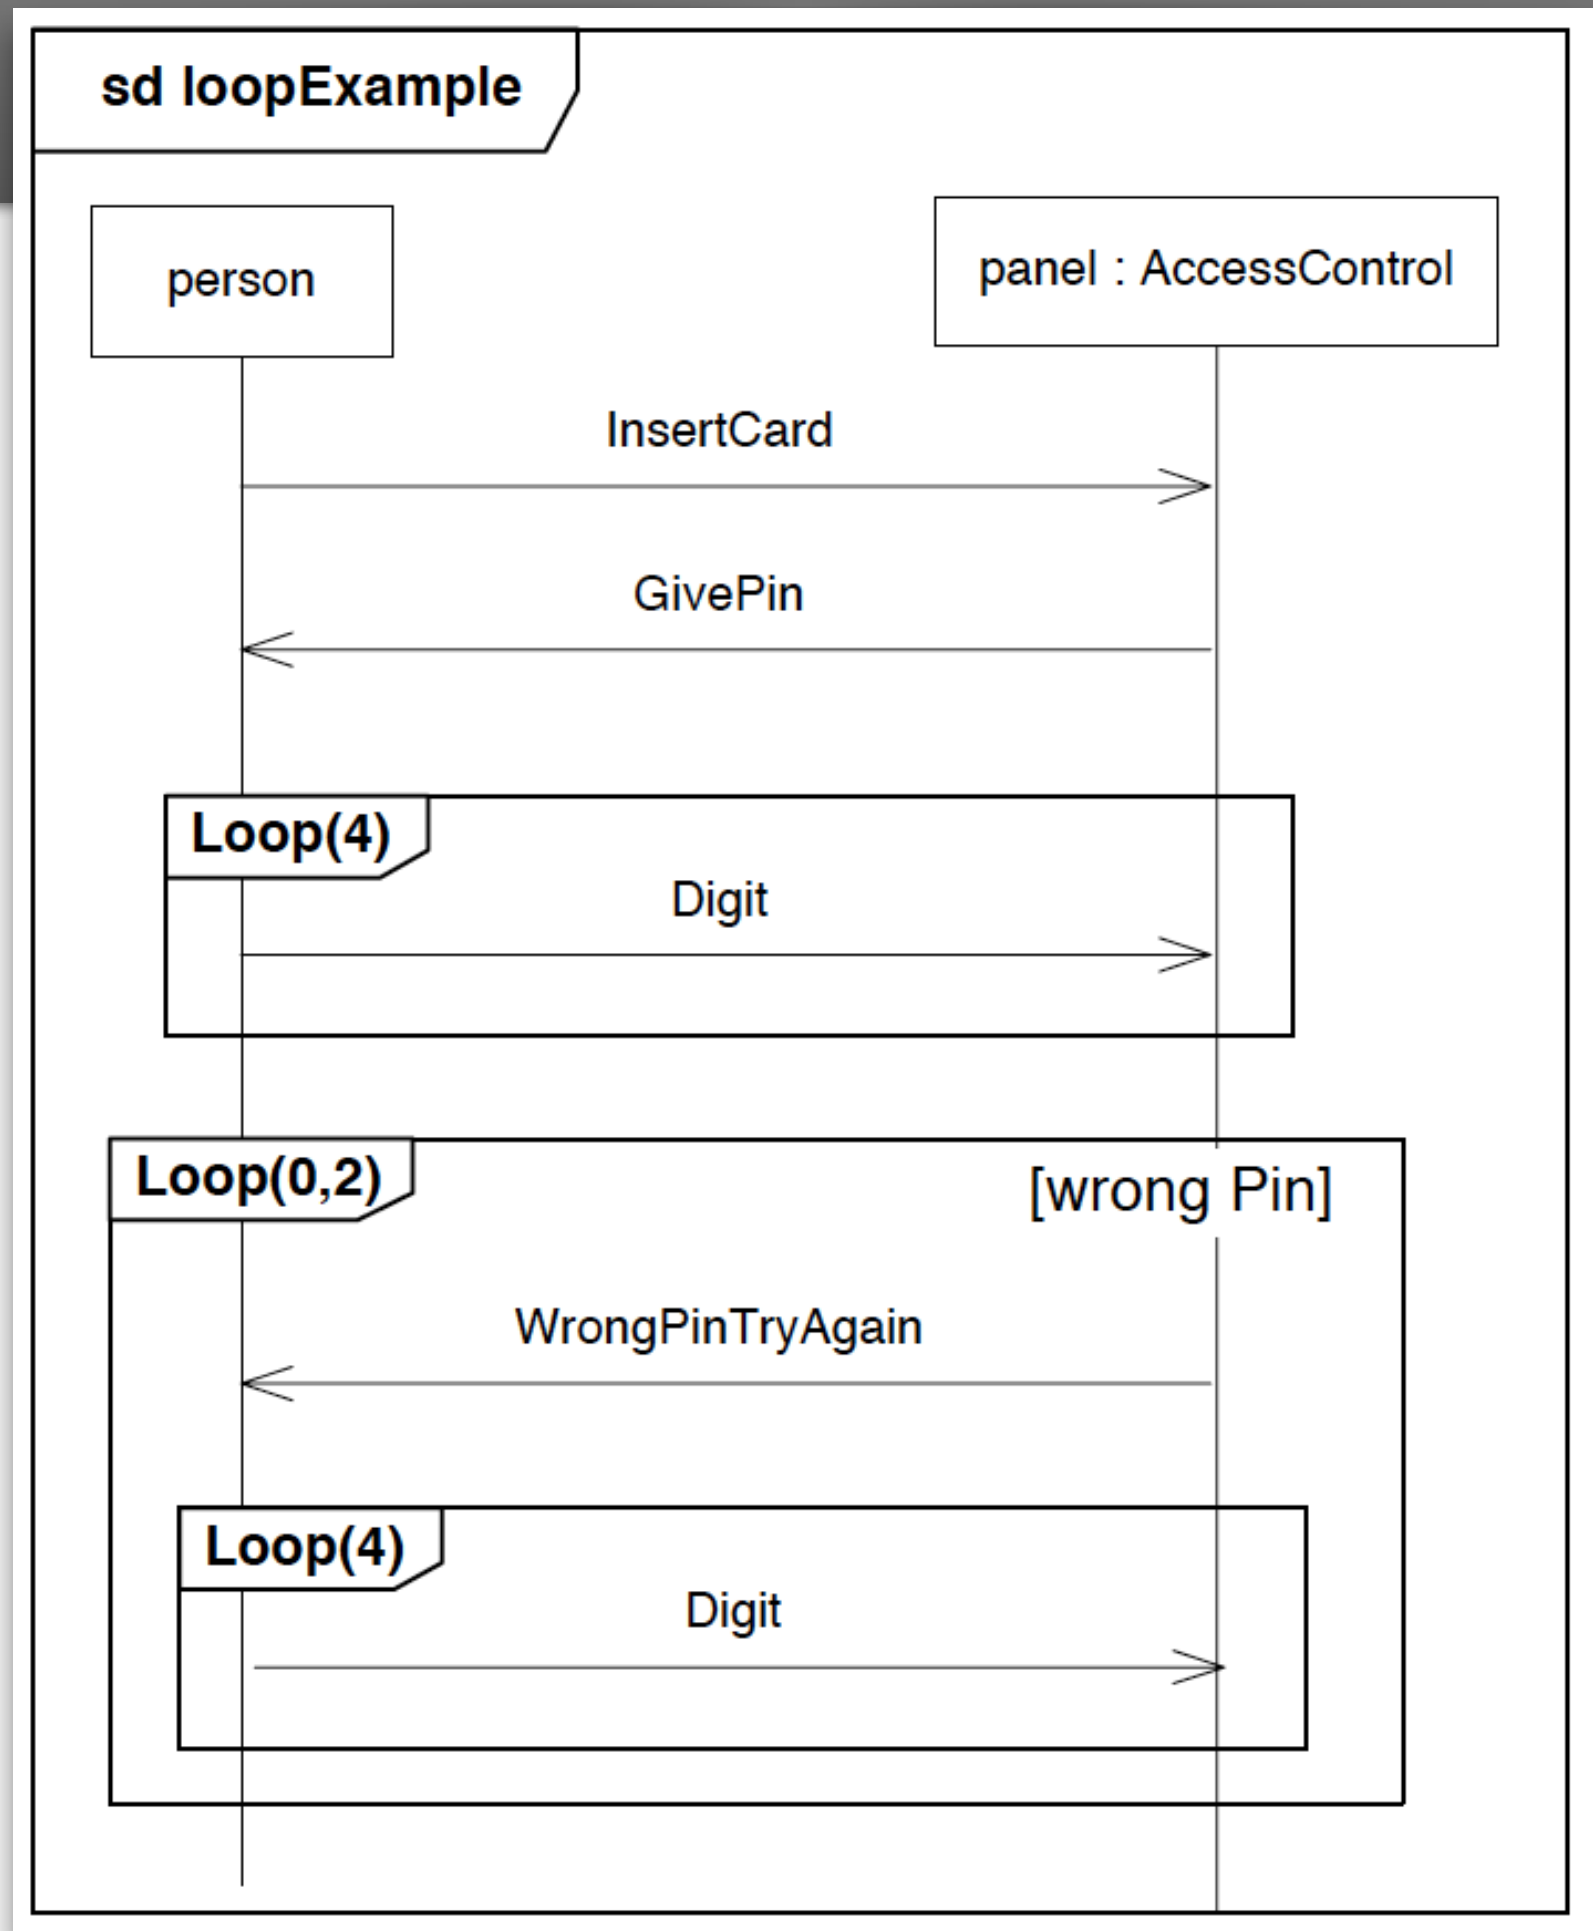 sd loopExample
person
panel : AccessControl
InsertCard
GivePin
Loop(4)
Digit
Loop(0,2)
[wrong Pin]
WrongPinTryAgain
Loop(4)
Digit